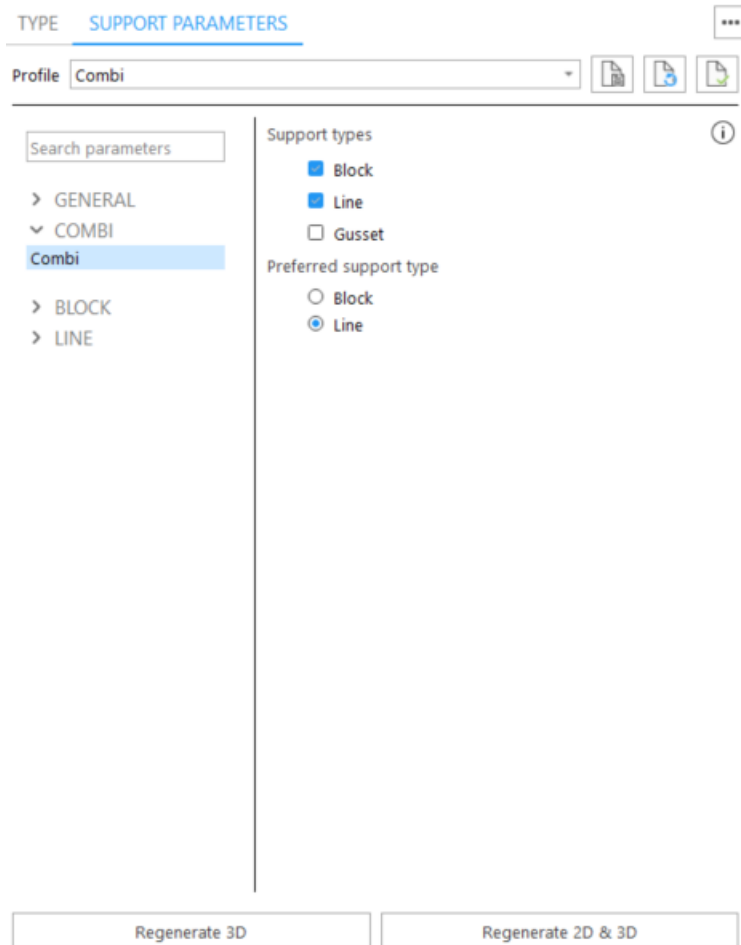 TYPE SUPPORT PARAMETERS
Profile Combi
Search parameters
GENERAL
COMBI
Combi
BLOCK
LINE
Support types
Block
Line
Gusset
Preferred support type
Block
Line
Regenerate 3D Regenerate 2D & 3D